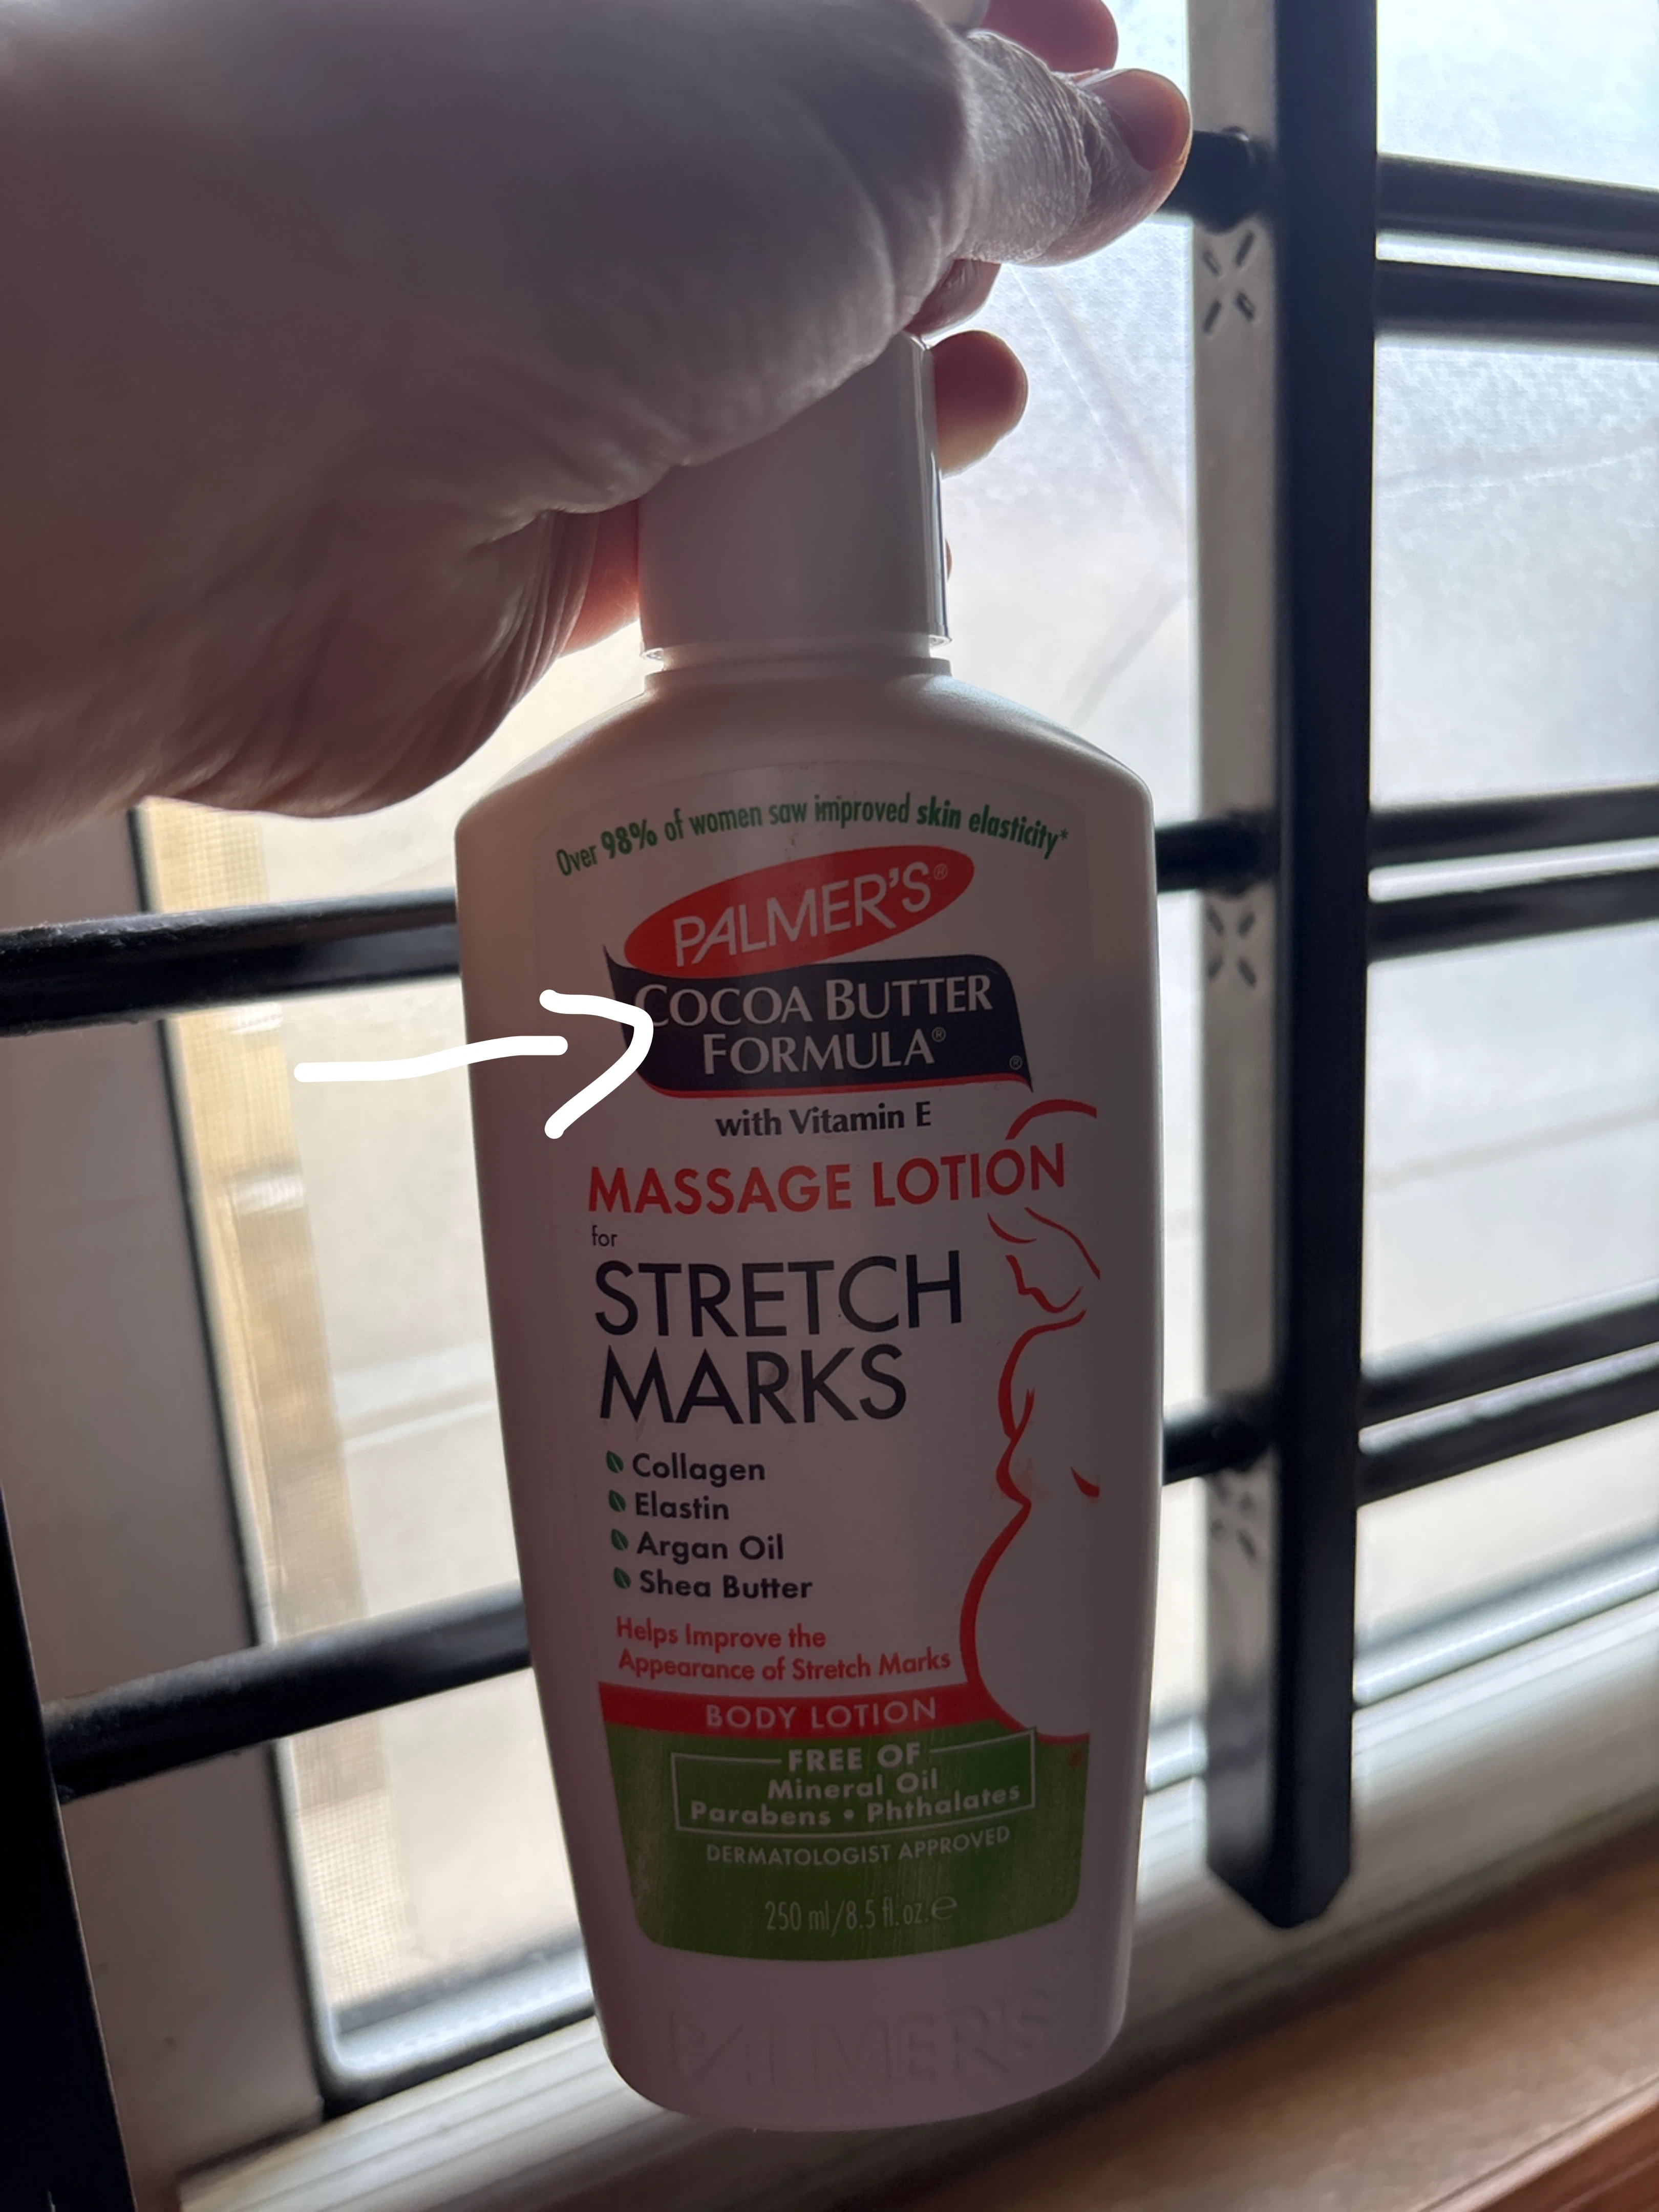 Over 98% of women saw improved skin elasticity*
PALMER'S®
COCOA BUTTER
FORMULA®
®
with Vitamin E
MASSAGE LOTION
for
STRETCH
MARKS
Collagen
Elastin
Argan Oil
Shea Butter
Helps Improve the
Appearance of Stretch Marks
BODY LOTION
FREE OF
Mineral Oil
Parabens • Phthalates
DERMATOLOGIST APPROVED
250 ml/8.5 fl. oz. ℮
PALMER'S®